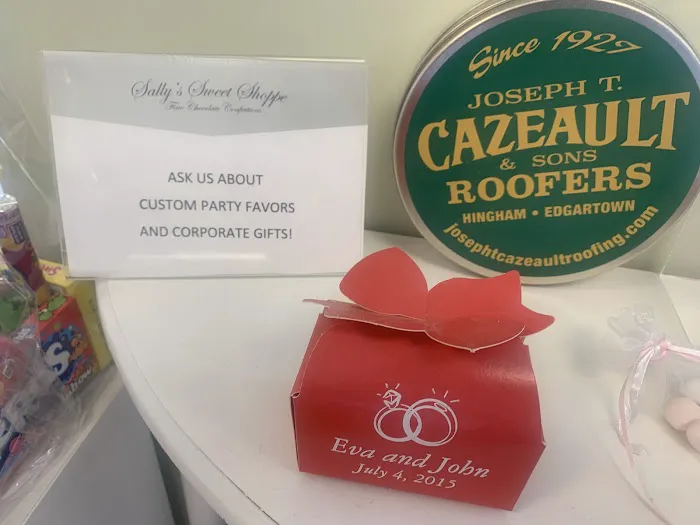 Sally's Sweet Shoppe
Fine Chocolate Confections
ASK US ABOUT
CUSTOM PARTY FAVORS
AND CORPORATE GIFTS!
Since 1927
JOSEPH T.
CAZEAULT
& SONS
ROOFERS
HINGHAM • EDGARTOWN
josephtcazeaultroofing.com
Eva and John
July 4, 2015